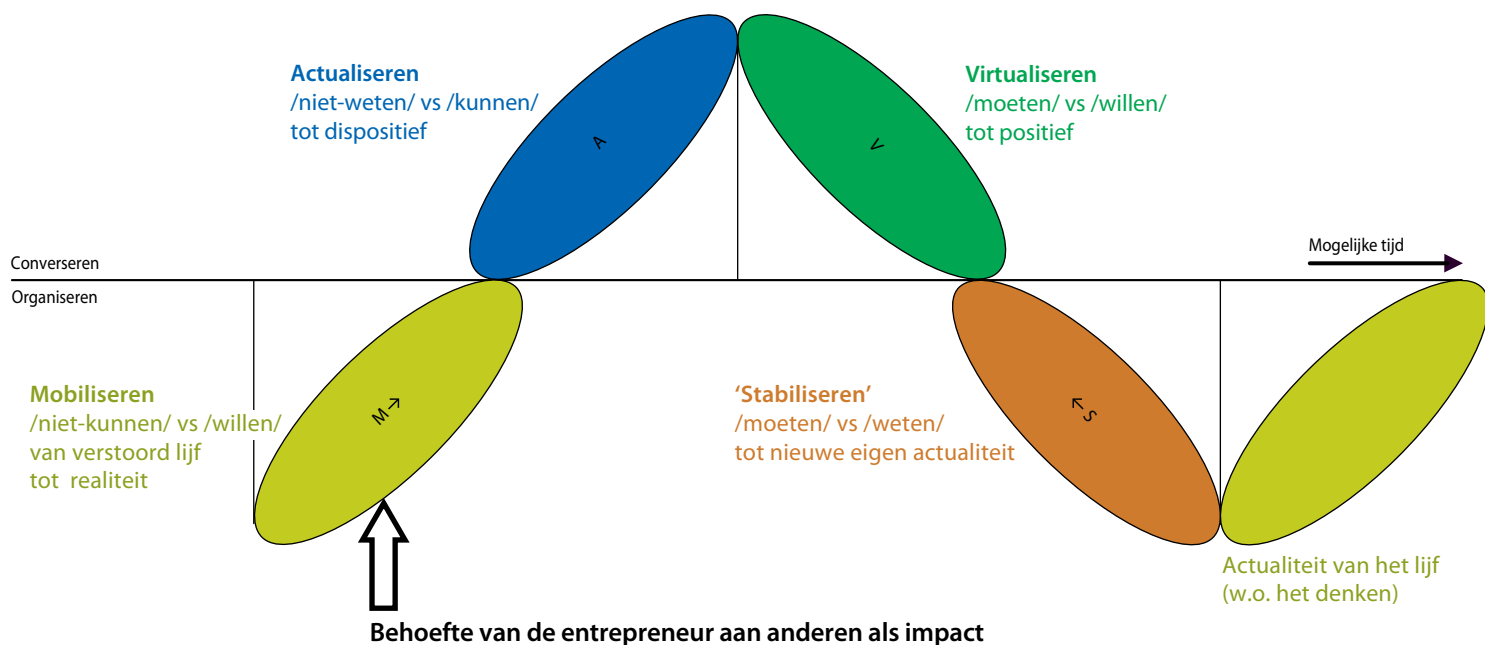 Actualiseren
/niet-weten/ vs /kunnen/
tot dispositief
A
Virtualiseren
/moeten/ vs /willen/
tot positief
V
Mogelijke tijd
Converseren
Organiseren
Mobiliseren
/niet-kunnen/ vs /willen/
van verstoord lijf
tot realiteit
M→
‘Stabiliseren’
/moeten/ vs /weten/
tot nieuwe eigen actualiteit
←S
Actualiteit van het lijf
(w.o. het denken)
Behoefte van de entrepreneur aan anderen als impact